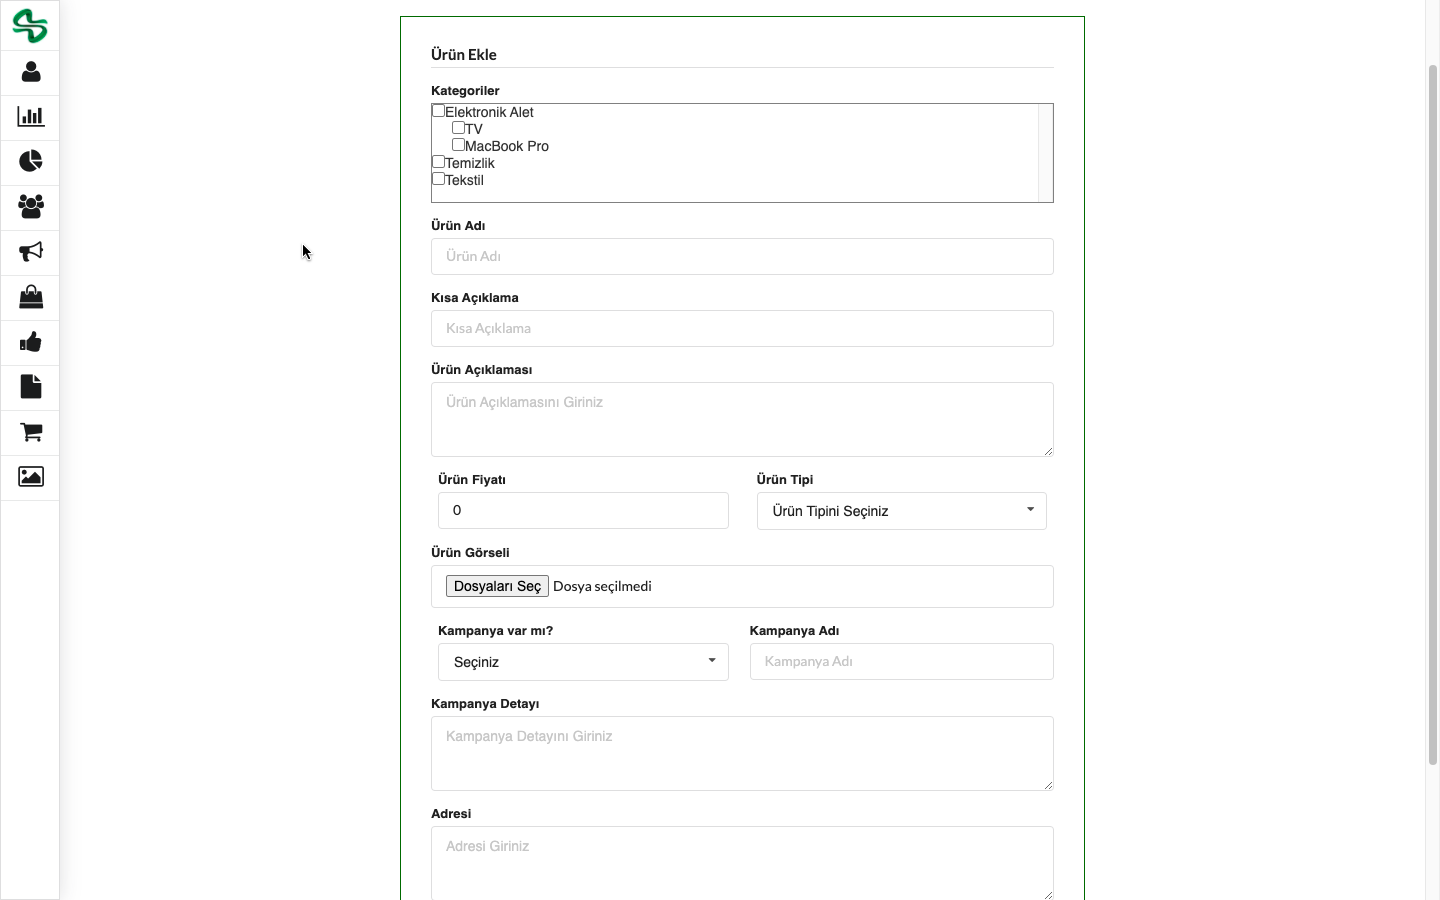 Ürün Ekle
Kategoriler
Elektronik Alet
TV
MacBook Pro
Temizlik
Tekstil
Ürün Adı
Ürün Adı
Kısa Açıklama
Kısa Açıklama
Ürün Açıklaması
Ürün Açıklamasını Giriniz
Ürün Fiyatı Ürün Tipi
0 Ürün Tipini Seçiniz
Ürün Görseli
Dosyaları Seç Dosya seçilmedi
Kampanya var mı? Kampanya Adı
Seçiniz Kampanya Adı
Kampanya Detayı
Kampanya Detayını Giriniz
Adresi
Adresi Giriniz